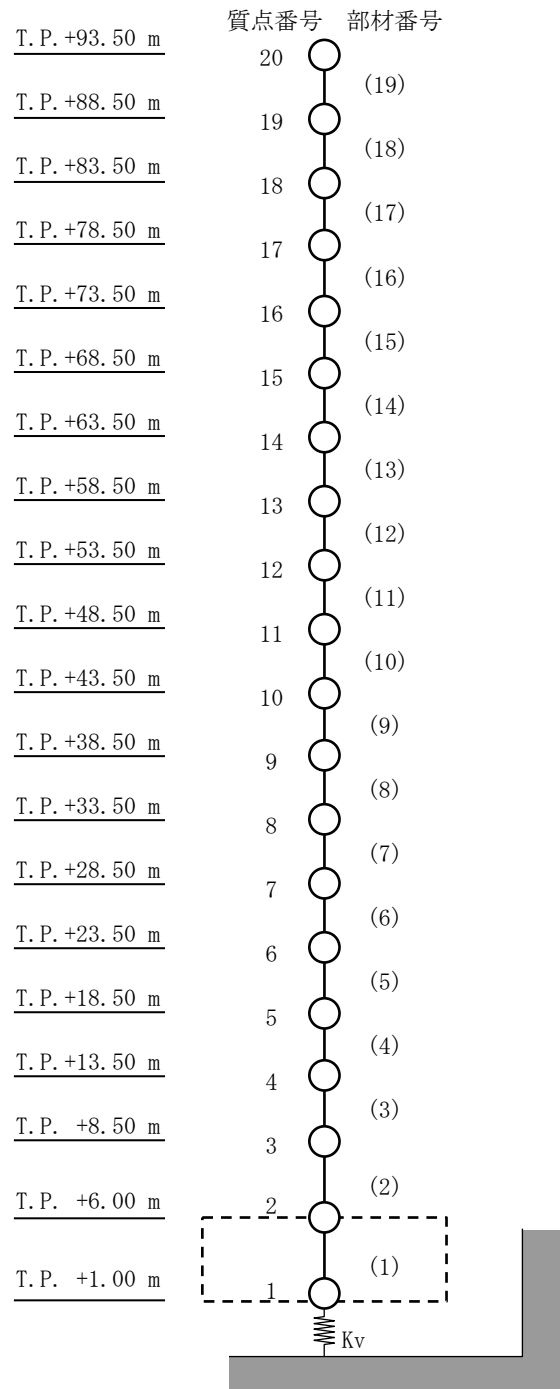 質点番号 部材番号
T.P.+93.50 m 20
(19)
T.P.+88.50 m 19
(18)
T.P.+83.50 m 18
(17)
T.P.+78.50 m 17
(16)
T.P.+73.50 m 16
(15)
T.P.+68.50 m 15
(14)
T.P.+63.50 m 14
(13)
T.P.+58.50 m 13
(12)
T.P.+53.50 m 12
(11)
T.P.+48.50 m 11
(10)
T.P.+43.50 m 10
(9)
T.P.+38.50 m 9
(8)
T.P.+33.50 m 8
(7)
T.P.+28.50 m 7
(6)
T.P.+23.50 m 6
(5)
T.P.+18.50 m 5
(4)
T.P.+13.50 m 4
(3)
T.P. +8.50 m 3
(2)
T.P. +6.00 m 2
(1)
T.P. +1.00 m 1
Kv